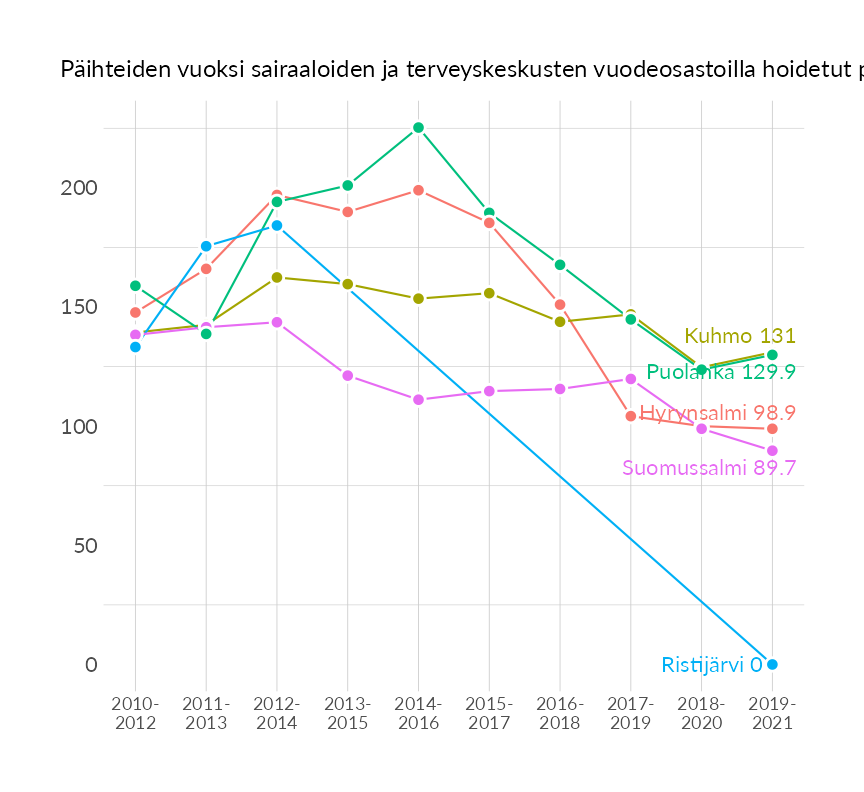 Päihteiden vuoksi sairaaloiden ja terveyskeskusten vuodeosastoilla hoidetut
200
150
100
50
0
Kuhmo 131
Puolanka 129.9
Hyrynsalmi 98.9
Suomussalmi 89.7
Ristijärvi 0
2010- 2011- 2012- 2013- 2014- 2015- 2016- 2017- 2018- 2019-
2012 2013 2014 2015 2016 2017 2018 2019 2020 2021